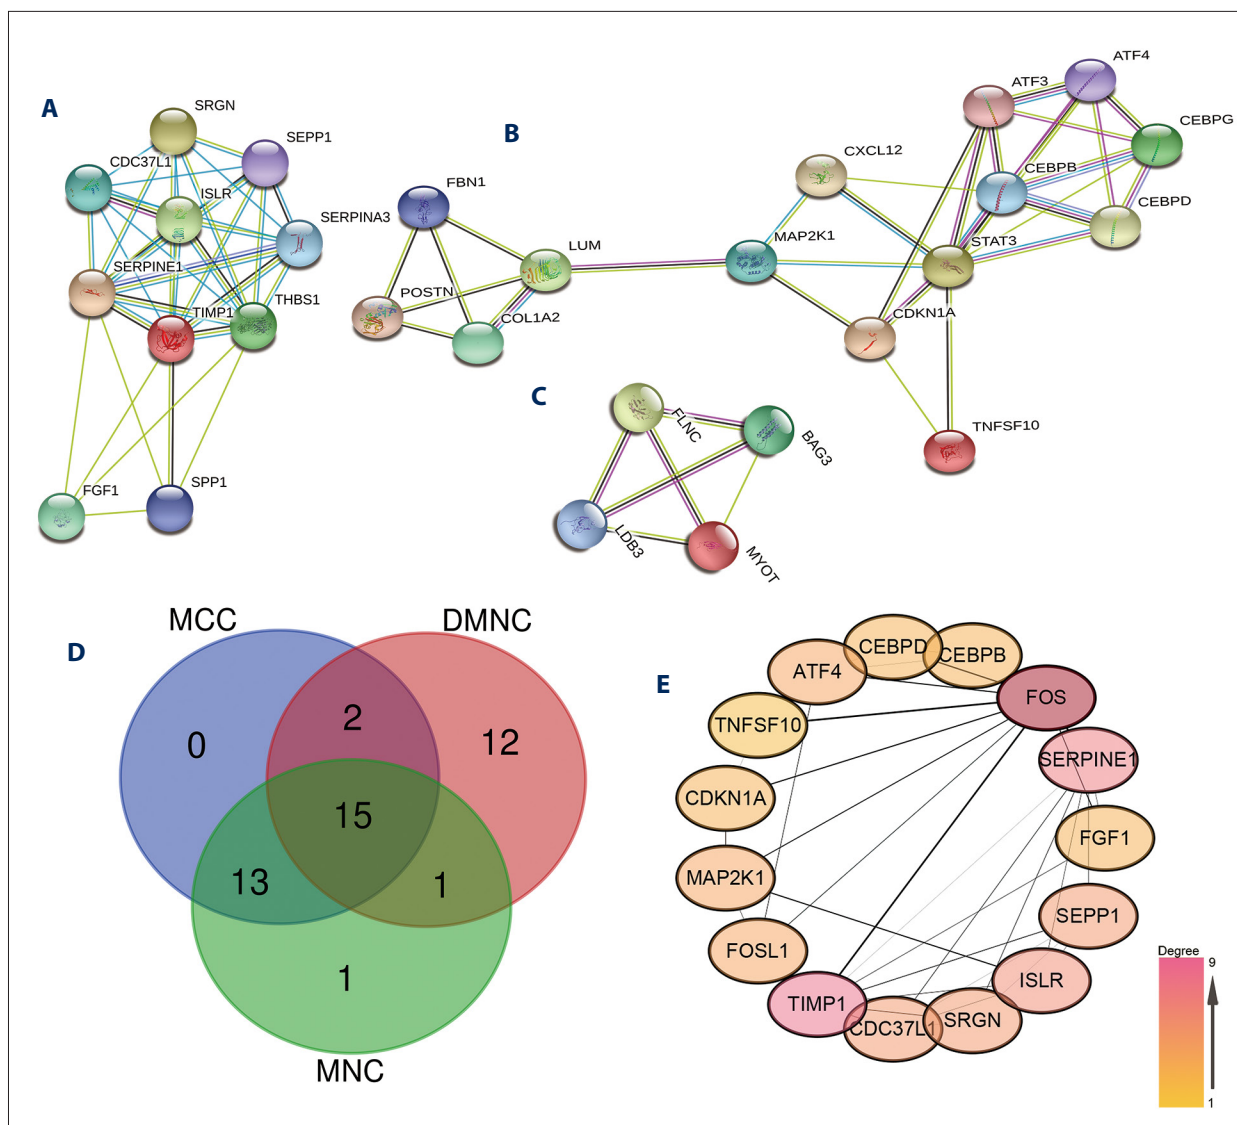 A
SRGN
SEPP1
CDC37L1
ISLR
SERPINA3
SERPINE1
TIMP1
THBS1
FGF1
SPP1
B
FBN1
LUM
POSTN
COL1A2
ATF3
ATF4
CEBPG
CXCL12
CEBPB
CEBPD
MAP2K1
STAT3
CDKN1A
TNFSF10
C
FLNC
BAG3
LDB3
MYOT
D
MCC
DMNC
0
2
12
15
13
1
1
MNC
E
CEBPD
CEBPB
ATF4
FOS
TNFSF10
SERPINE1
CDKN1A
FGF1
MAP2K1
SEPP1
FOSL1
ISLR
TIMP1
CDC37L1
SRGN
Degree
9
1